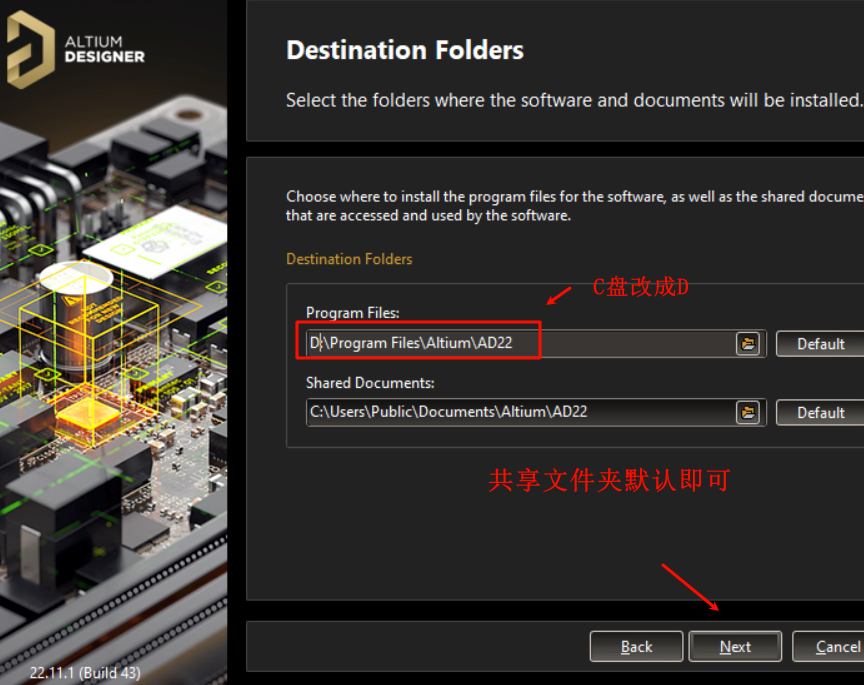 ALTIUM
DESIGNER
Destination Folders
Select the folders where the software and documents will be installed.
Choose where to install the program files for the software, as well as the shared docume
that are accessed and used by the software.
Destination Folders
C盘改成D
Program Files:
D:\Program Files\Altium\AD22
Default
Shared Documents:
C:\Users\Public\Documents\Altium\AD22
Default
共享文件夹默认即可
Back
Next
Cancel
22.11.1 (Build 43)